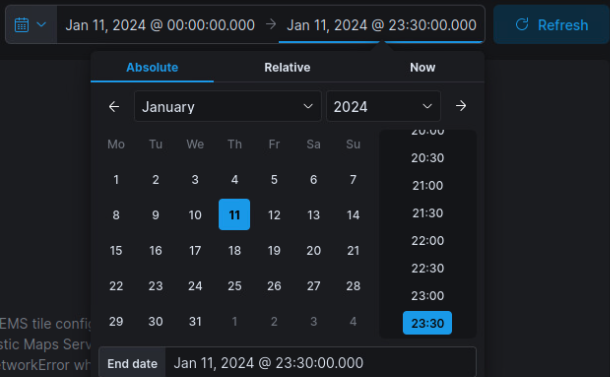 Jan 11, 2024 @ 00:00:00.000 → Jan 11, 2024 @ 23:30:00.000 Refresh
Absolute Relative Now
← January 2024 →
Mo Tu We Th Fr Sa Su
1 2 3 4 5 6 7
8 9 10 11 12 13 14
15 16 17 18 19 20 21
22 23 24 25 26 27 28
29 30 31 1 2 3 4
20:00
20:30
21:00
21:30
22:00
22:30
23:00
23:30
EMS tile config
stic Maps Serv
etworkError wh
End date Jan 11, 2024 @ 23:30:00.000